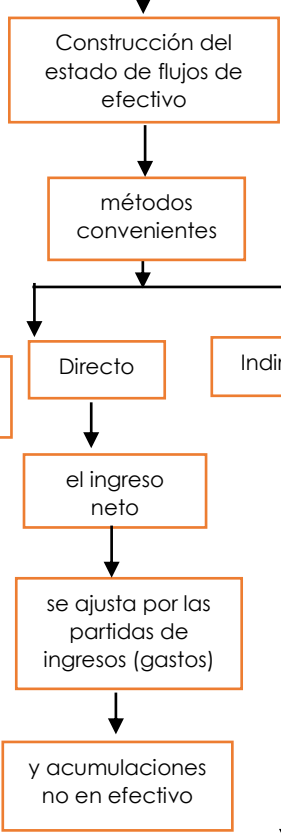 Construcción del
estado de flujos de
efectivo
métodos
convenientes
Directo
el ingreso
neto
se ajusta por las
partidas de
ingresos (gastos)
y acumulaciones
no en efectivo